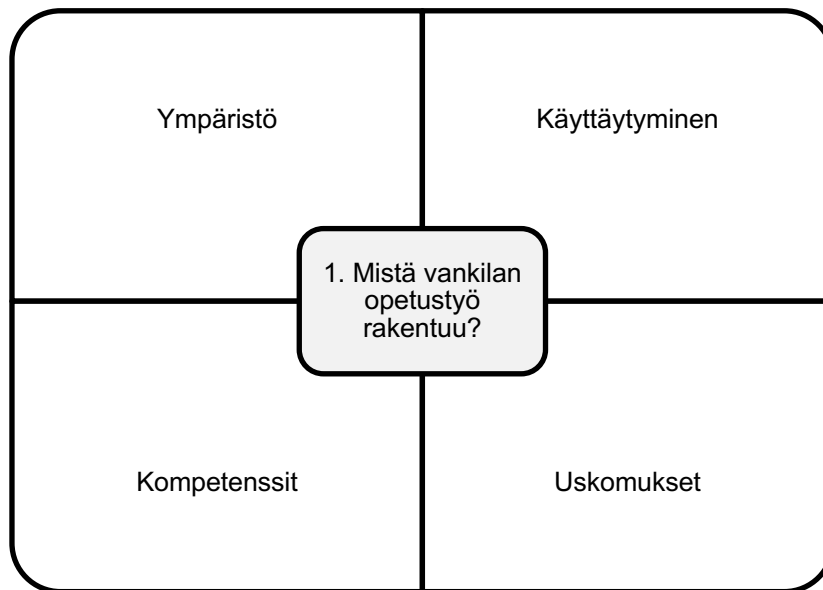 Ympäristö
Käyttäytyminen
1. Mistä vankilan
opetustyö
rakentuu?
Kompetenssit
Uskomukset